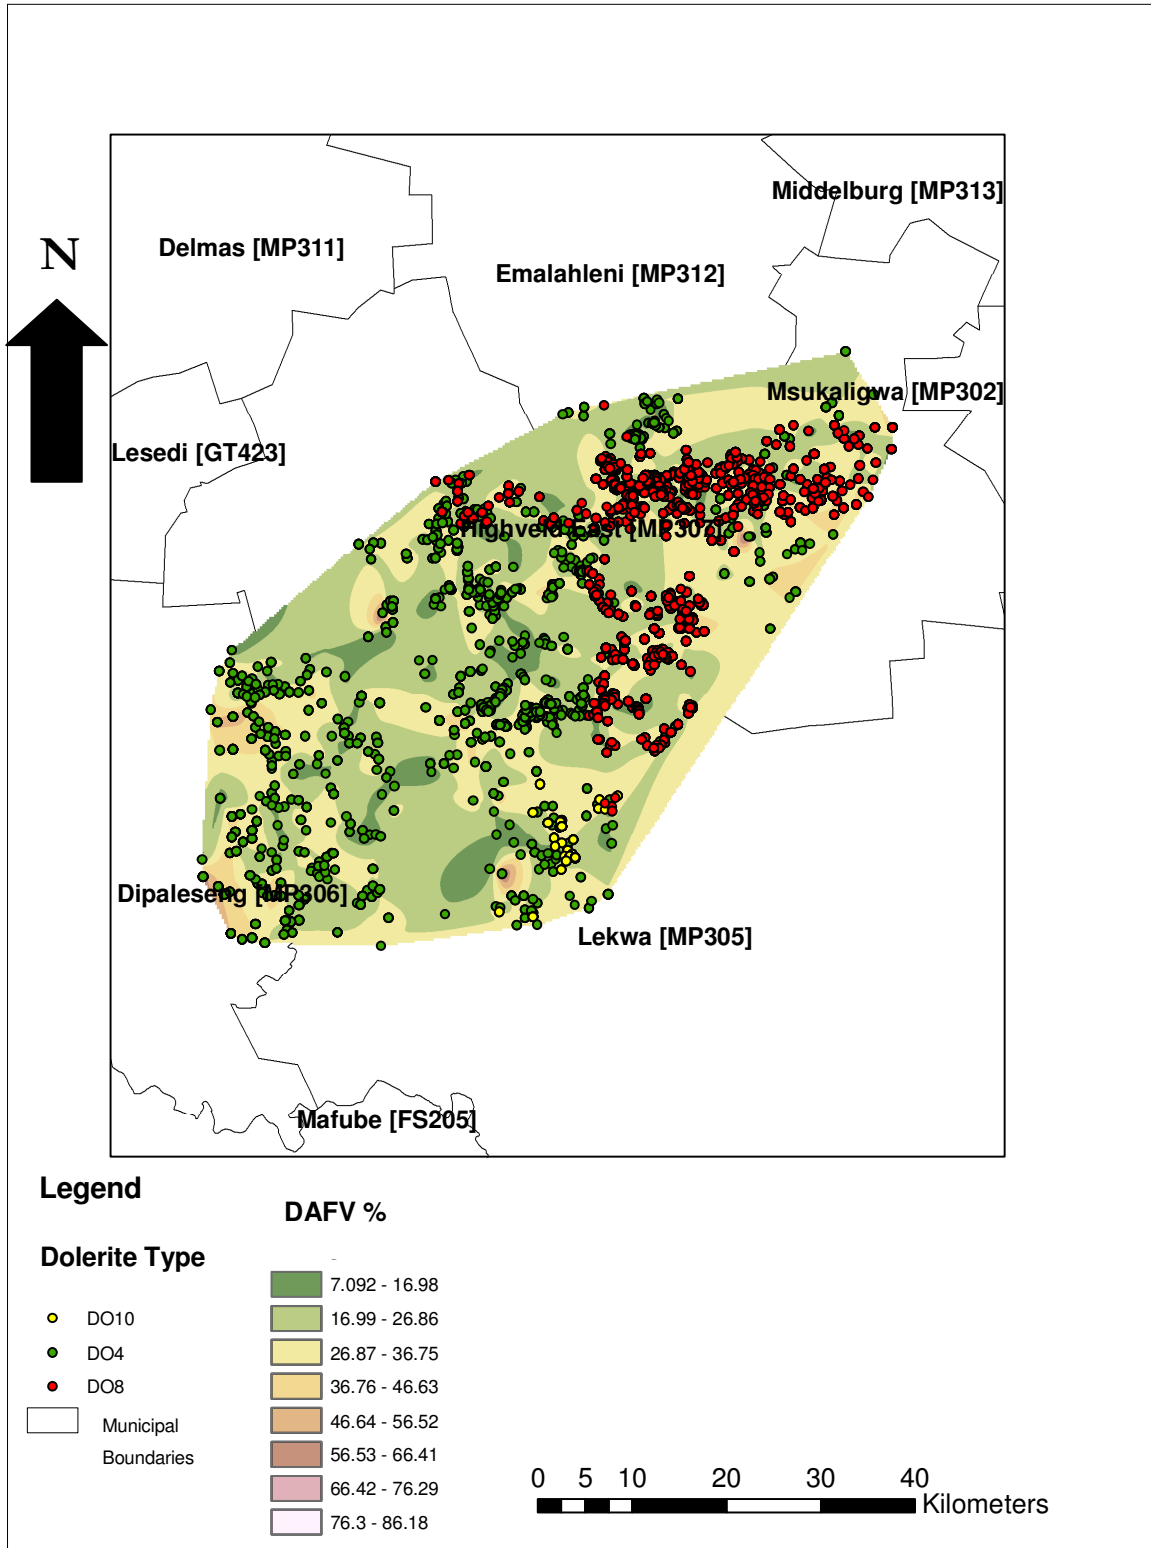 Middelburg [MP313]
N
Delmas [MP311]
Emalahleni [MP312]
Msukaligwa [MP302]
Lesedi [GT423]
Highveld East [MP307]
Dipaleseng [MP306]
Lekwa [MP305]
Mafube [FS205]
Legend
DAFV %
Dolerite Type
DO10
DO4
DO8
Municipal
Boundaries
7.092 - 16.98
16.99 - 26.86
26.87 - 36.75
36.76 - 46.63
46.64 - 56.52
56.53 - 66.41
66.42 - 76.29
76.3 - 86.18
0 5 10 20 30 40
Kilometers